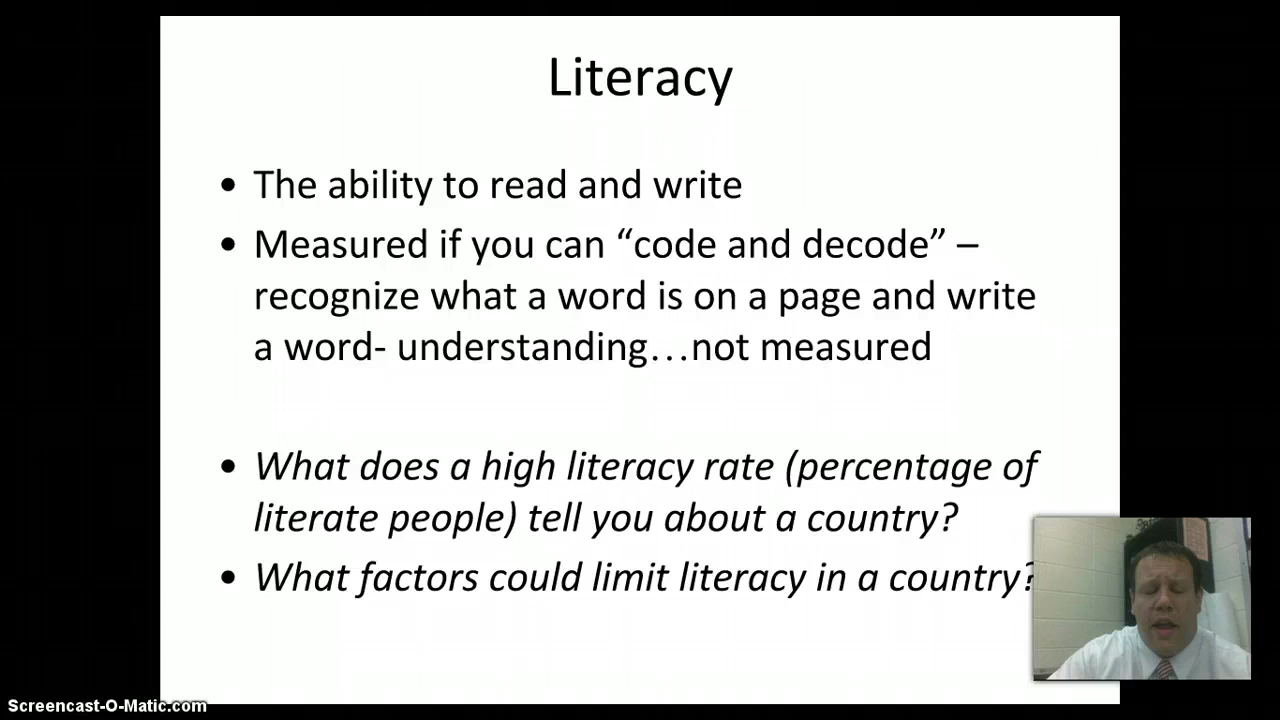 Literacy
• The ability to read and write
• Measured if you can “code and decode” –
recognize what a word is on a page and write
a word- understanding…not measured
• What does a high literacy rate (percentage of
literate people) tell you about a country?
• What factors could limit literacy in a country?
Screencast-O-Matic.com